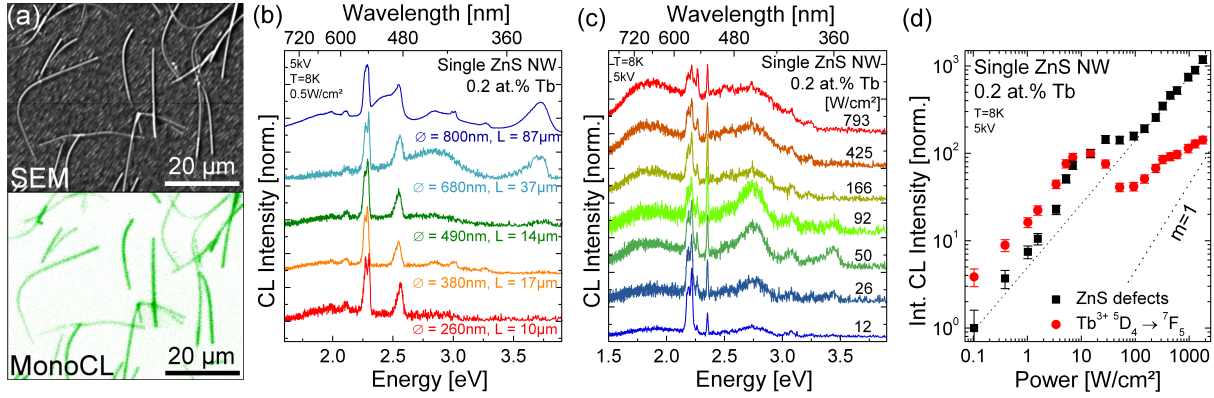 (a)
SEM
20 µm
MonoCL
20 µm
(b)
Wavelength [nm]
720 600 480 360
5kV
T=8K
0.5W/cm²
Single ZnS NW
0.2 at.% Tb
∅ = 800nm, L = 87µm
∅ = 680nm, L = 37µm
∅ = 490nm, L = 14µm
∅ = 380nm, L = 17µm
∅ = 260nm, L = 10µm
CL Intensity [norm.]
2.0 2.5 3.0 3.5
Energy [eV]
(c)
Wavelength [nm]
720 600 480 360
T=8K
5kV
Single ZnS NW
0.2 at.% Tb
[W/cm²]
793
425
166
92
50
26
12
CL Intensity [norm.]
1.5 2.0 2.5 3.0 3.5
Energy [eV]
(d)
Single ZnS NW
0.2 at.% Tb
T=8K
5kV
10³
10²
10¹
10⁰
Int. CL Intensity [norm.]
m=1
ZnS defects
Tb³⁺ ⁵D₄ → ⁷F₅
0.1 1 10 100 1000
Power [W/cm²]